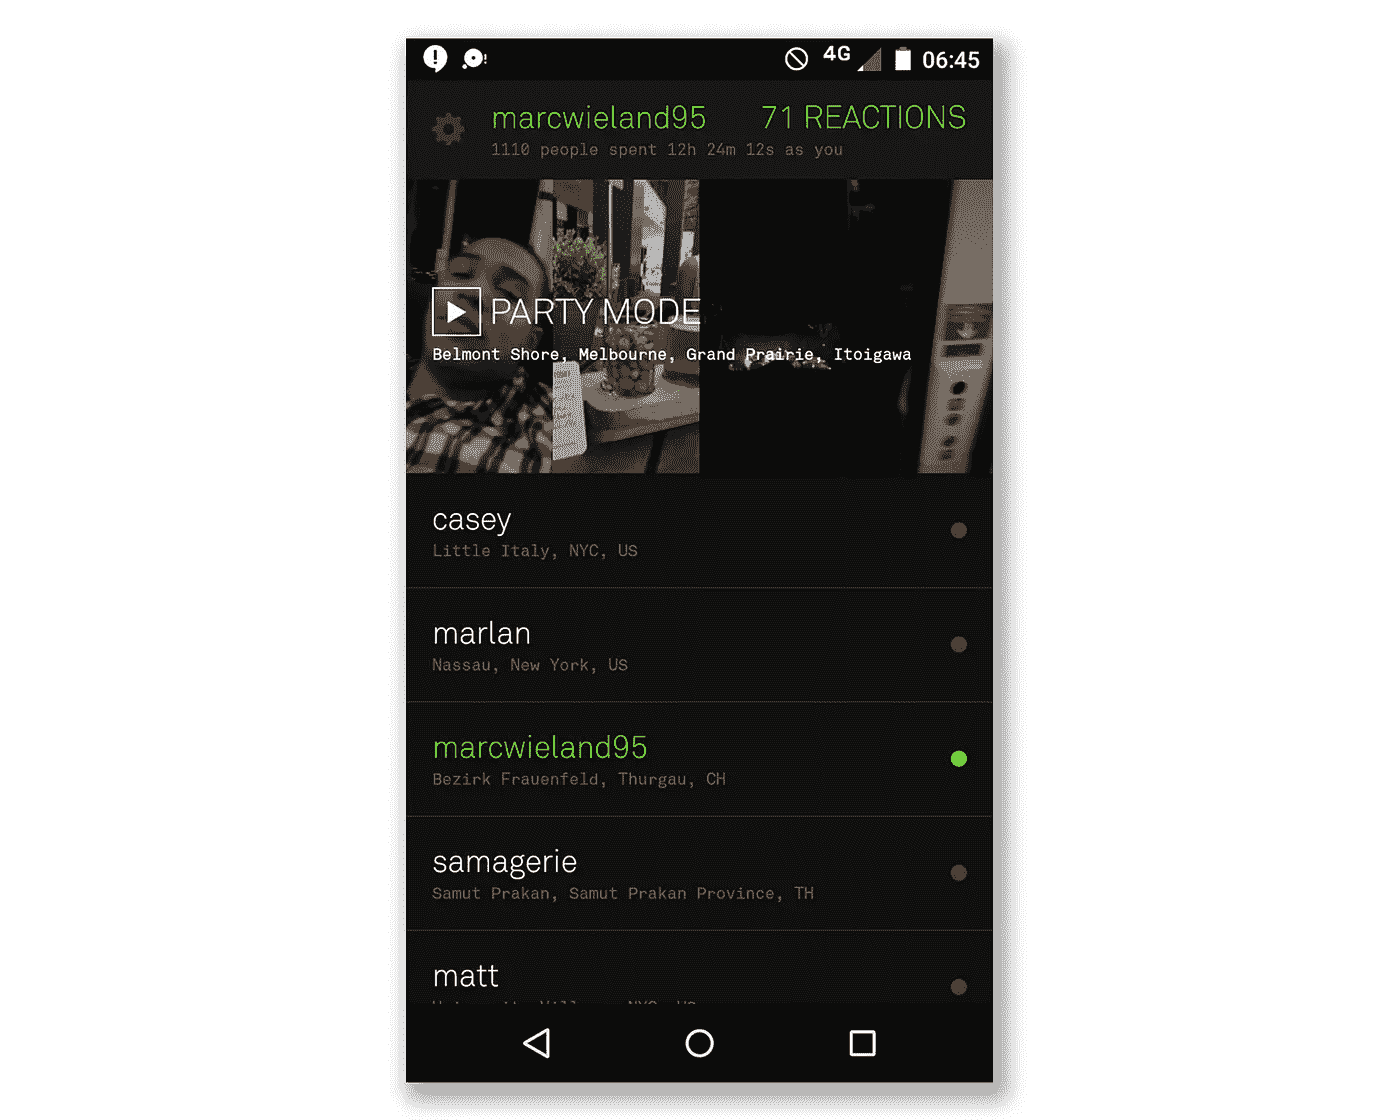 4G 06:45
marcwieland95 71 REACTIONS
1110 people spent 12h 24m 12s as you
PARTY MODE
Belmont Shore, Melbourne, Grand Prairie, Itoigawa
casey
Little Italy, NYC, US
marlan
Nassau, New York, US
marcwieland95
Bezirk Frauenfeld, Thurgau, CH
samagerie
Samut Prakan, Samut Prakan Province, TH
matt